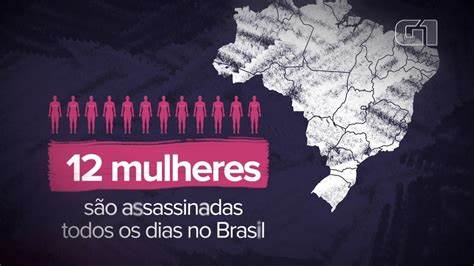 G1
12 mulheres
são assassinadas
todos os dias no Brasil